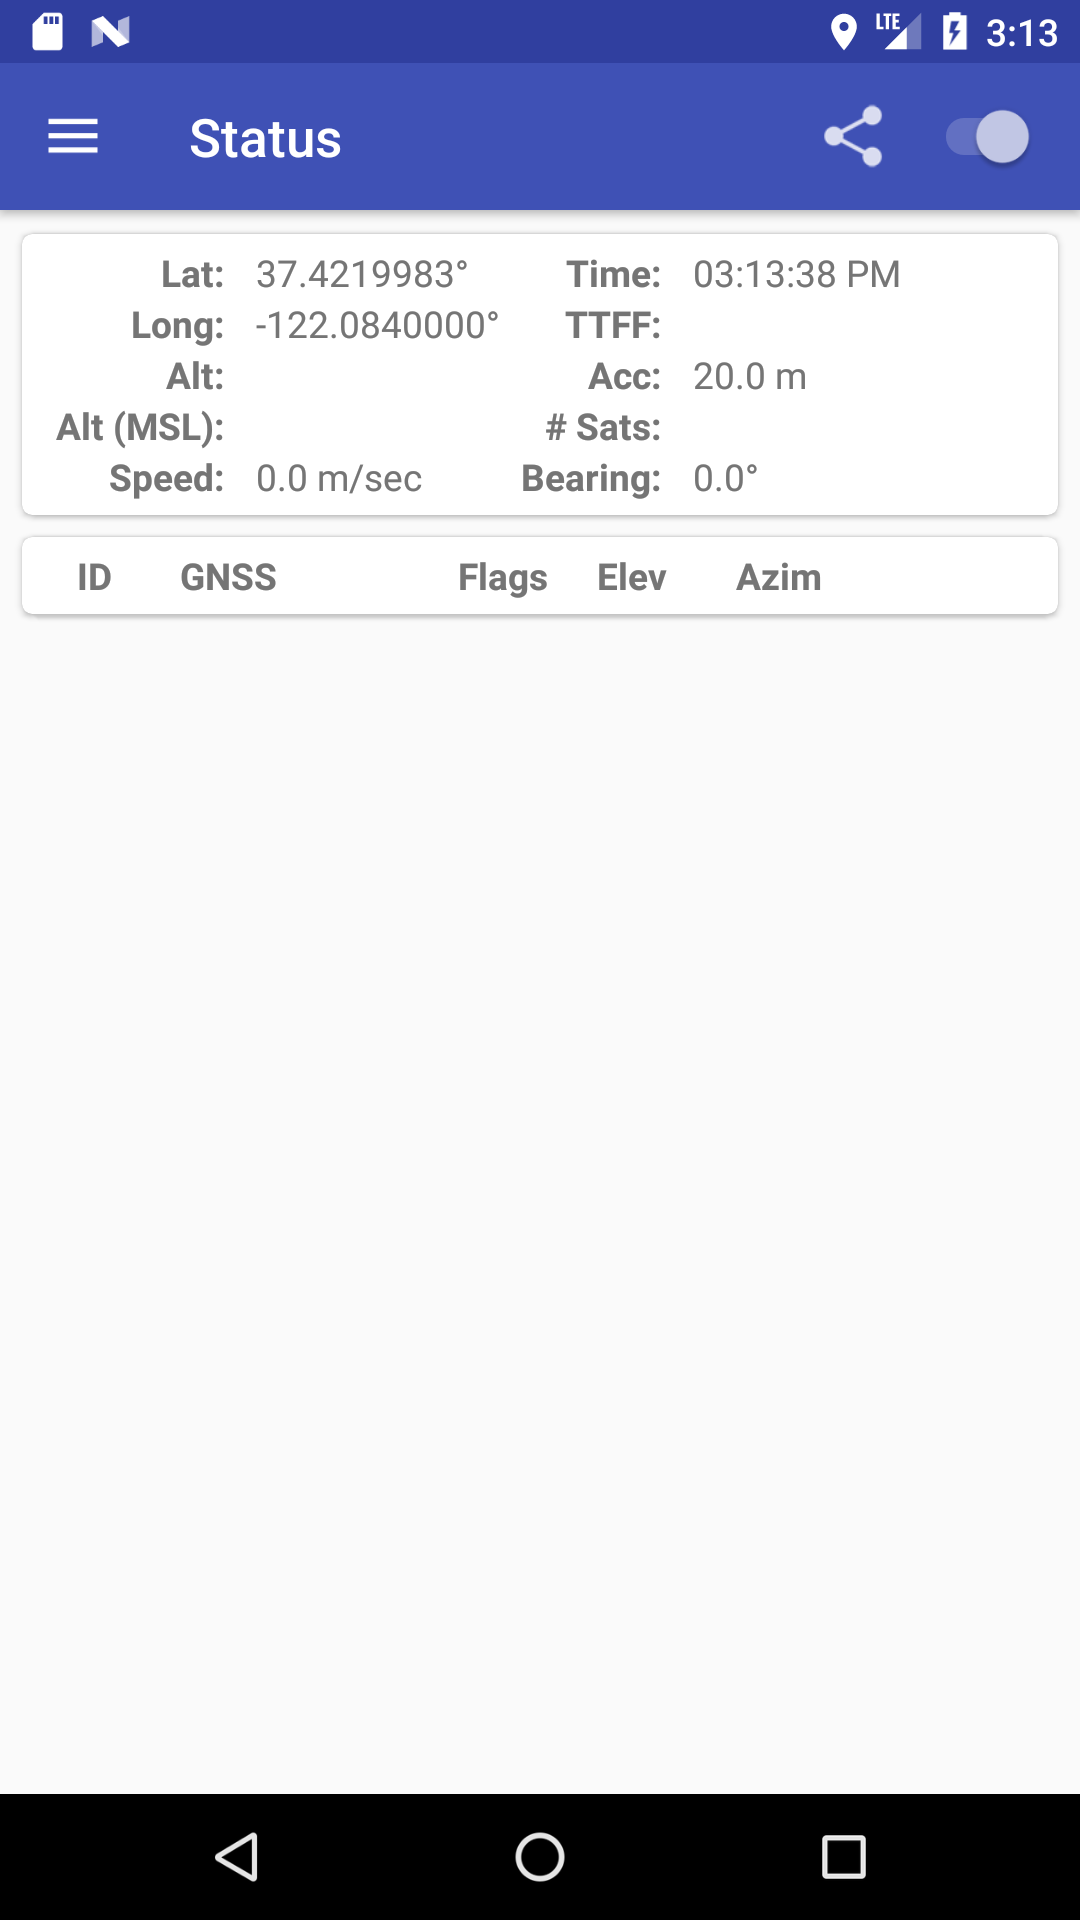 LTE 3:13
Status
Lat: 37.4219983° Time: 03:13:38 PM
Long: -122.0840000° TTFF:
Alt: Acc: 20.0 m
Alt (MSL): # Sats:
Speed: 0.0 m/sec Bearing: 0.0°
ID GNSS Flags Elev Azim